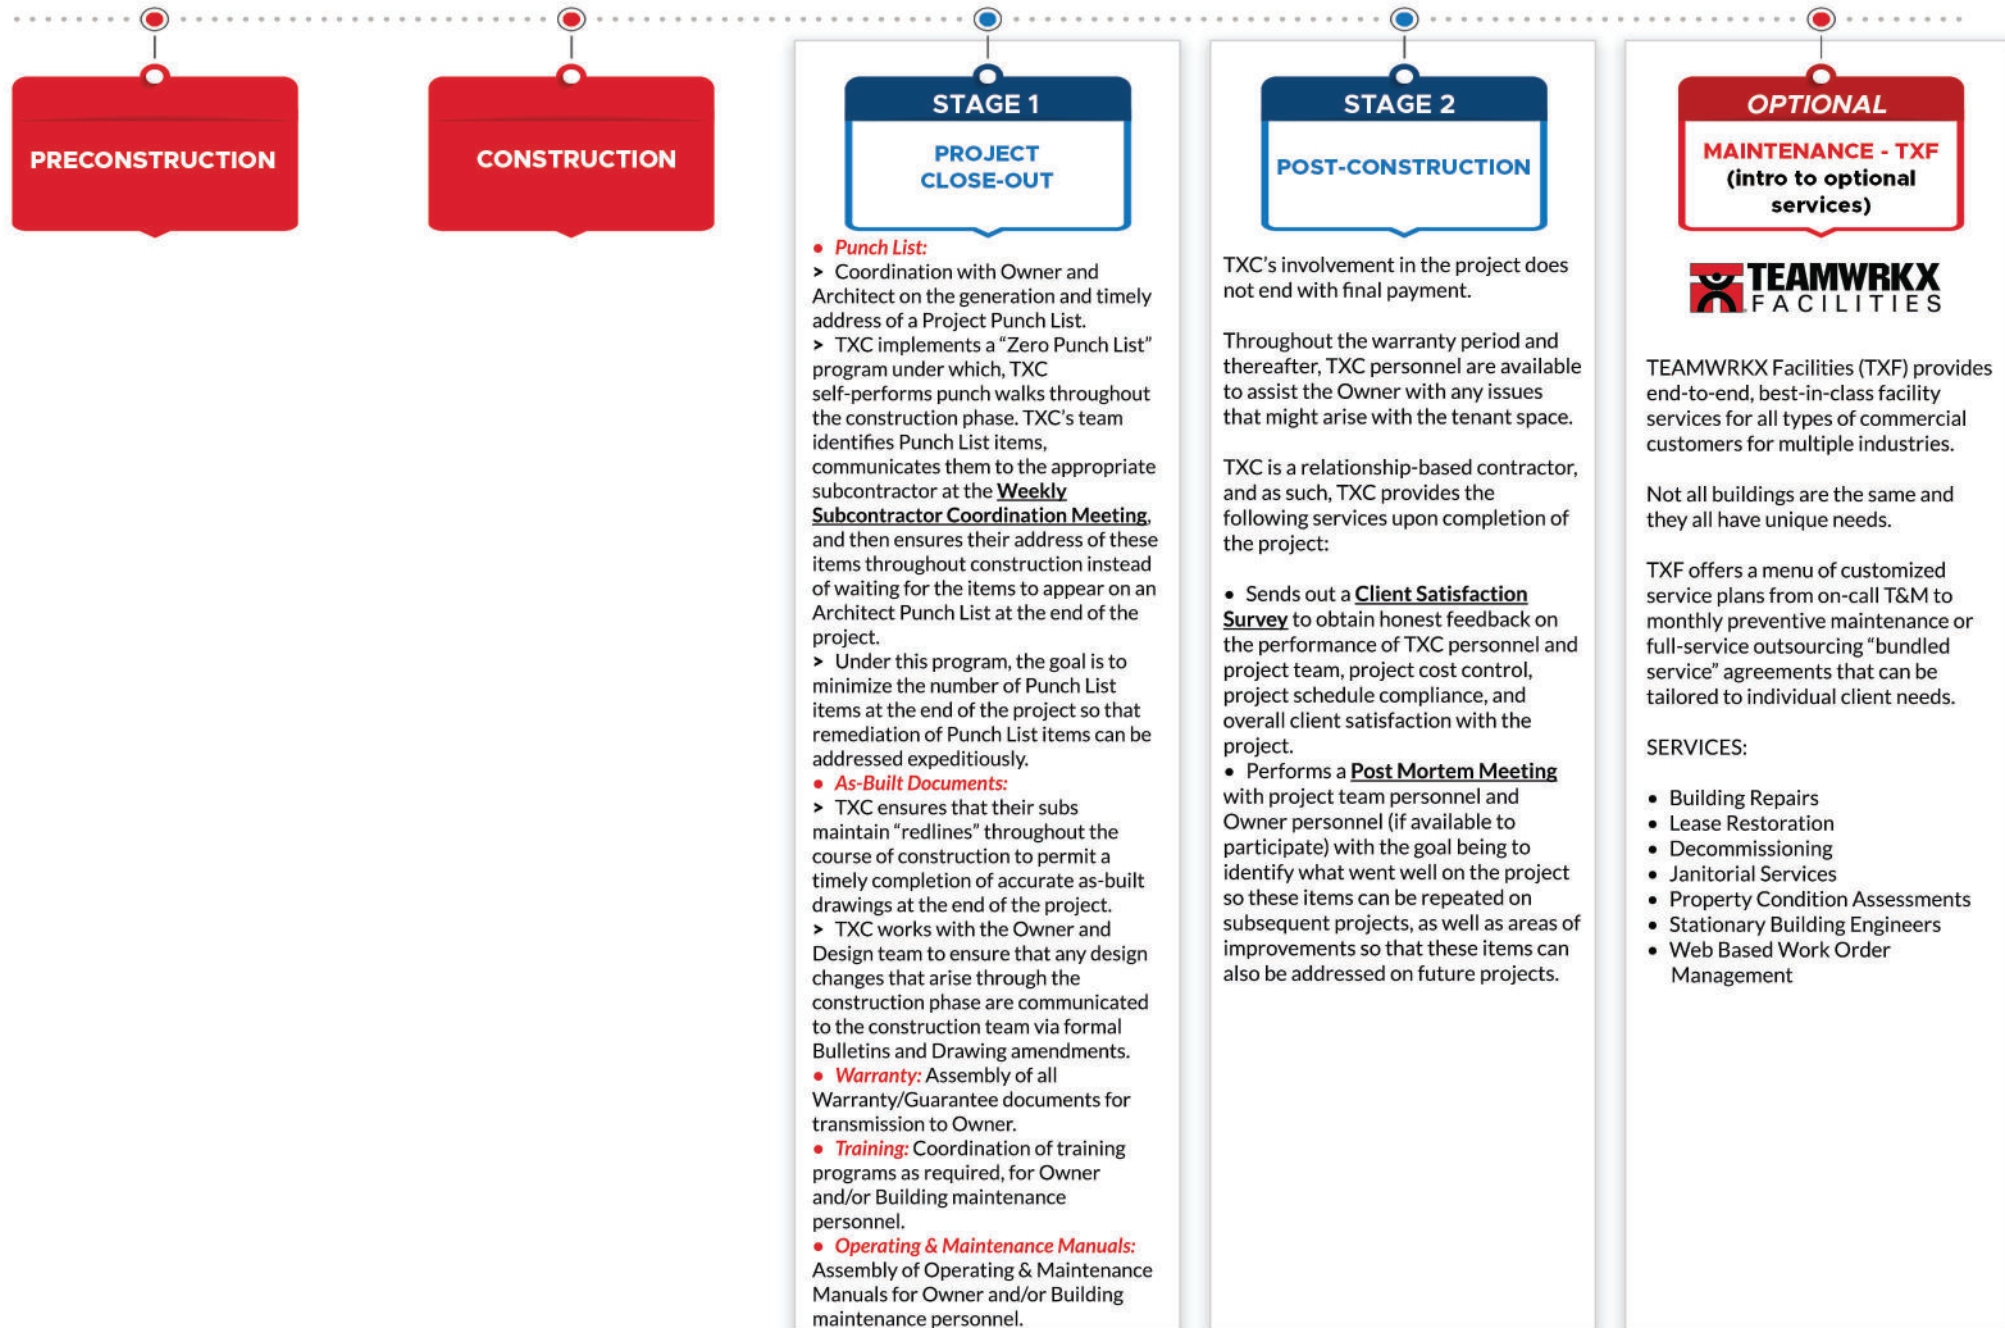 PRECONSTRUCTION
CONSTRUCTION
STAGE 1
PROJECT
CLOSE-OUT
• Punch List:
> Coordination with Owner and
Architect on the generation and timely
address of a Project Punch List.
> TXC implements a “Zero Punch List”
program under which, TXC
self-performs punch walks throughout
the construction phase. TXC’s team
identifies Punch List items,
communicates them to the appropriate
subcontractor at the Weekly
Subcontractor Coordination Meeting,
and then ensures their address of these
items throughout construction instead
of waiting for the items to appear on an
Architect Punch List at the end of the
project.
> Under this program, the goal is to
minimize the number of Punch List
items at the end of the project so that
remediation of Punch List items can be
addressed expeditiously.
• As-Built Documents:
> TXC ensures that their subs
maintain “redlines” throughout the
course of construction to permit a
timely completion of accurate as-built
drawings at the end of the project.
> TXC works with the Owner and
Design team to ensure that any design
changes that arise through the
construction phase are communicated
to the construction team via formal
Bulletins and Drawing amendments.
• Warranty: Assembly of all
Warranty/Guarantee documents for
transmission to Owner.
• Training: Coordination of training
programs as required, for Owner
and/or Building maintenance
personnel.
• Operating & Maintenance Manuals:
Assembly of Operating & Maintenance
Manuals for Owner and/or Building
maintenance personnel.
STAGE 2
POST-CONSTRUCTION
TXC’s involvement in the project does
not end with final payment.
Throughout the warranty period and
thereafter, TXC personnel are available
to assist the Owner with any issues
that might arise with the tenant space.
TXC is a relationship-based contractor,
and as such, TXC provides the
following services upon completion of
the project:
• Sends out a Client Satisfaction
Survey to obtain honest feedback on
the performance of TXC personnel and
project team, project cost control,
project schedule compliance, and
overall client satisfaction with the
project.
• Performs a Post Mortem Meeting
with project team personnel and
Owner personnel (if available to
participate) with the goal being to
identify what went well on the project
so these items can be repeated on
subsequent projects, as well as areas of
improvements so that these items can
also be addressed on future projects.
OPTIONAL
MAINTENANCE - TXF
(intro to optional
services)
TEAMWRKX
FACILITIES
TEAMWRKX Facilities (TXF) provides
end-to-end, best-in-class facility
services for all types of commercial
customers for multiple industries.
Not all buildings are the same and
they all have unique needs.
TXF offers a menu of customized
service plans from on-call T&M to
monthly preventive maintenance or
full-service outsourcing “bundled
service” agreements that can be
tailored to individual client needs.
SERVICES:
• Building Repairs
• Lease Restoration
• Decommissioning
• Janitorial Services
• Property Condition Assessments
• Stationary Building Engineers
• Web Based Work Order
Management